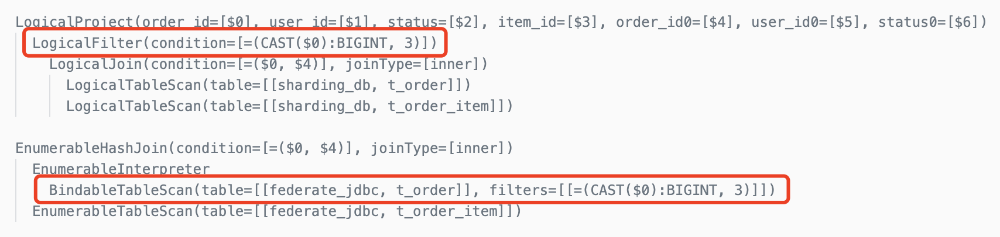 LogicalProject(order_id=[$0], user_id=[$1], status=[$2], item_id=[$3], order_id0=[$4], user_id0=[$5], status0=[$6])
LogicalFilter(condition=[=(CAST($0):BIGINT, 3)])
LogicalJoin(condition=[=($0, $4)], joinType=[inner])
LogicalTableScan(table=[[sharding_db, t_order]])
LogicalTableScan(table=[[sharding_db, t_order_item]])
EnumerableHashJoin(condition=[=($0, $4)], joinType=[inner])
EnumerableInterpreter
BindableTableScan(table=[[federate_jdbc, t_order]], filters=[[=(CAST($0):BIGINT, 3)]])
EnumerableTableScan(table=[[federate_jdbc, t_order_item]])